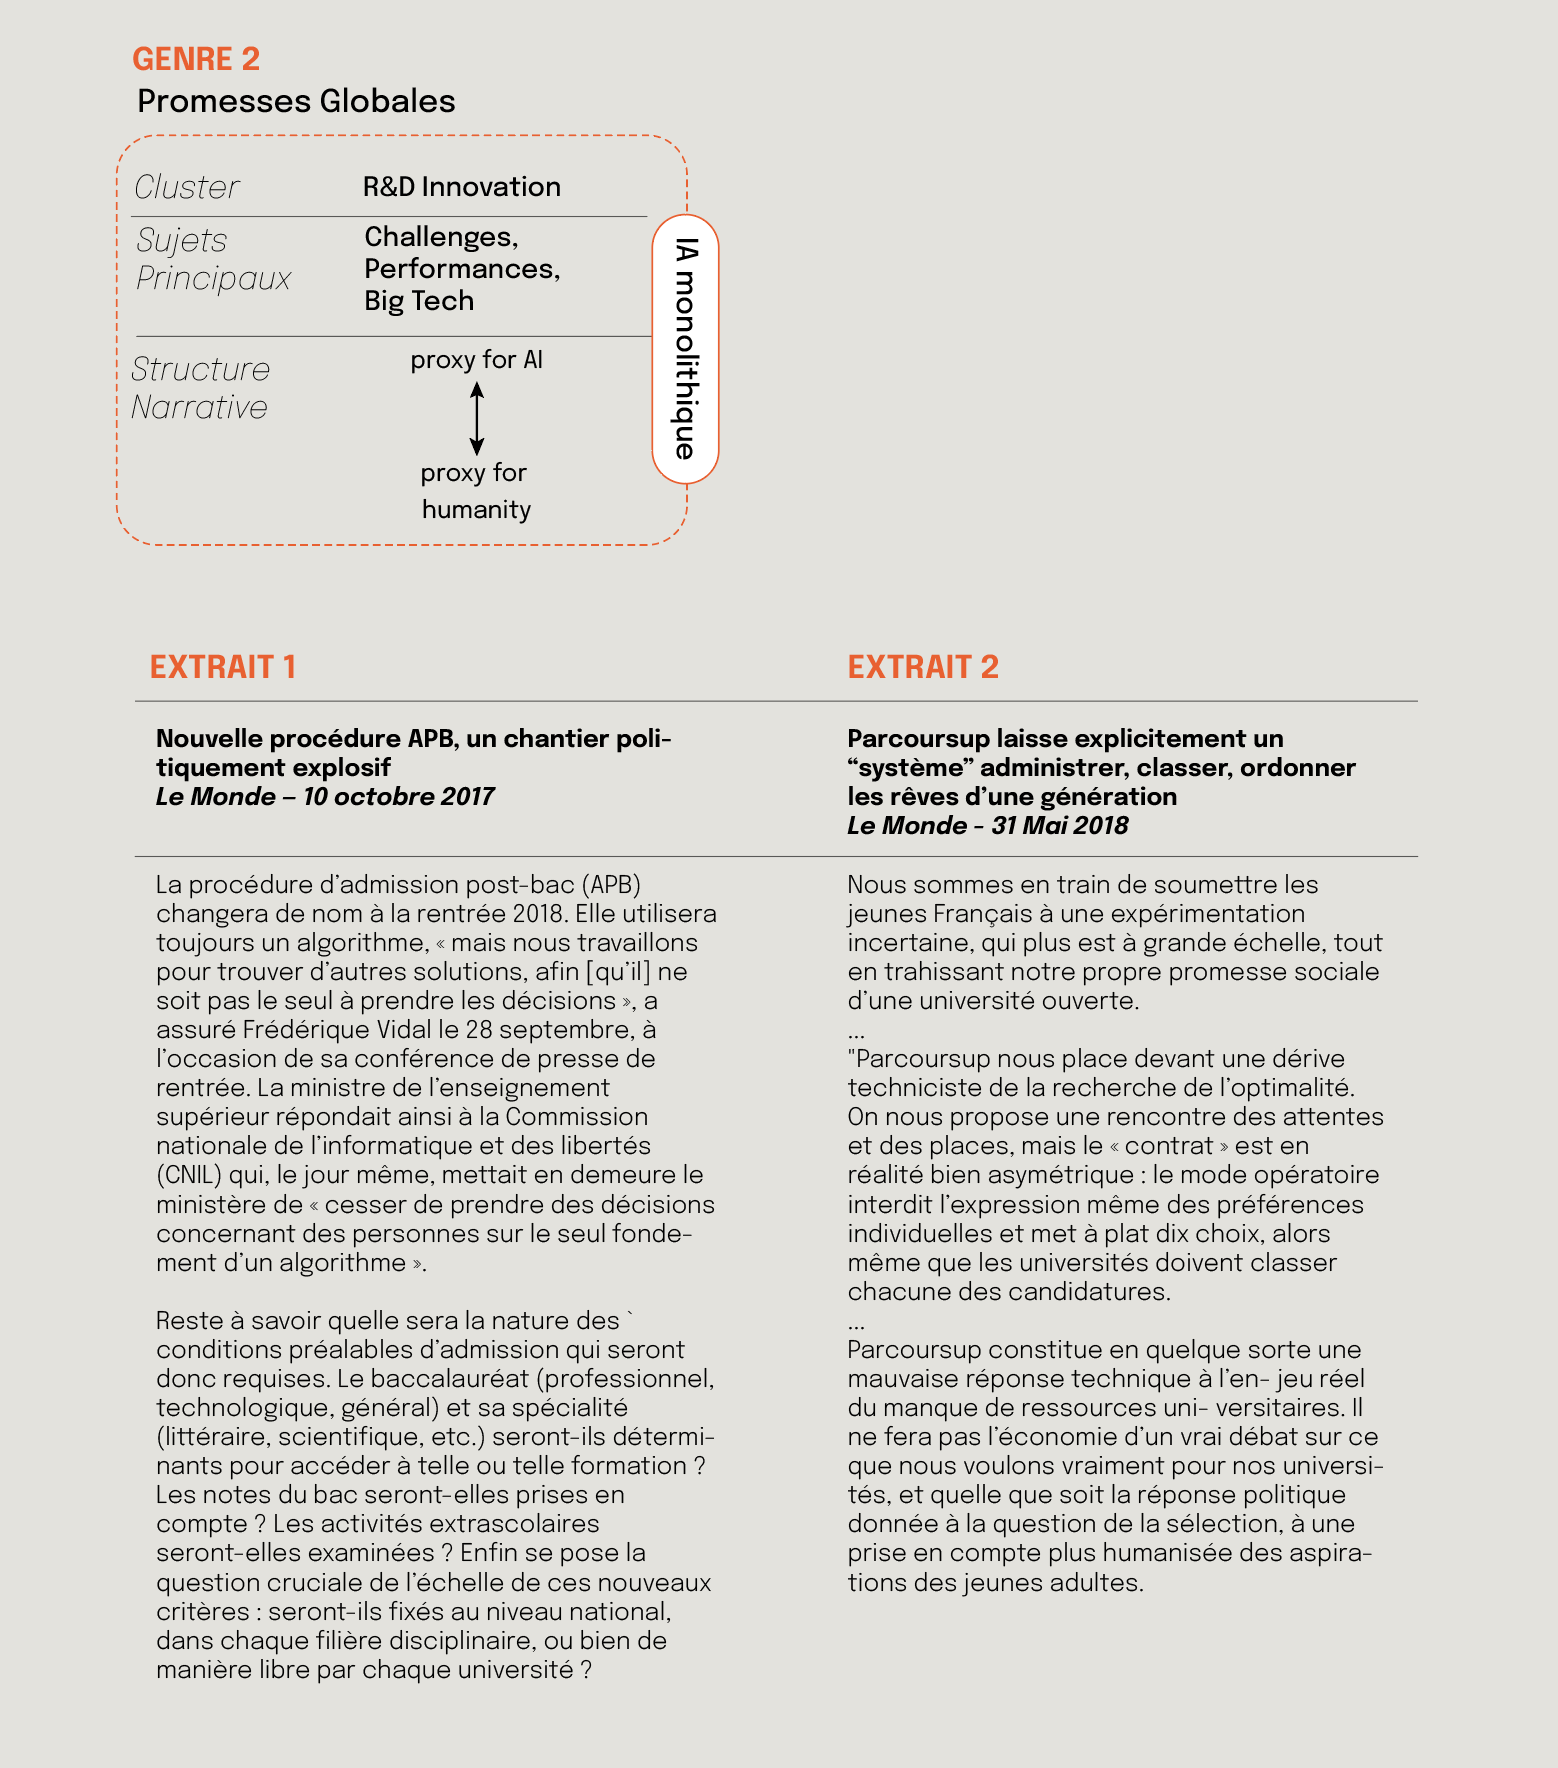 GENRE 2
Promesses Globales
Cluster
R&D Innovation
Sujets
Principaux
Challenges,
Performances,
Big Tech
Structure
Narrative
proxy for AI
proxy for
humanity
IA monolithique
EXTRAIT 1
Nouvelle procédure APB, un chantier poli-
tiquement explosif
Le Monde – 10 octobre 2017
La procédure d’admission post-bac (APB)
changera de nom à la rentrée 2018. Elle utilisera
toujours un algorithme, « mais nous travaillons
pour trouver d’autres solutions, afin [qu’il] ne
soit pas le seul à prendre les décisions », a
assuré Frédérique Vidal le 28 septembre, à
l’occasion de sa conférence de presse de
rentrée. La ministre de l’enseignement
supérieur répondait ainsi à la Commission
nationale de l’informatique et des libertés
(CNIL) qui, le jour même, mettait en demeure le
ministère de « cesser de prendre des décisions
concernant des personnes sur le seul fonde-
ment d’un algorithme ».
Reste à savoir quelle sera la nature des `
conditions préalables d’admission qui seront
donc requises. Le baccalauréat (professionnel,
technologique, général) et sa spécialité
(littéraire, scientifique, etc.) seront-ils détermi-
nants pour accéder à telle ou telle formation ?
Les notes du bac seront-elles prises en
compte ? Les activités extrascolaires
seront-elles examinées ? Enfin se pose la
question cruciale de l’échelle de ces nouveaux
critères : seront-ils fixés au niveau national,
dans chaque filière disciplinaire, ou bien de
manière libre par chaque université ?
EXTRAIT 2
Parcoursup laisse explicitement un
“système” administrer, classer, ordonner
les rêves d’une génération
Le Monde - 31 Mai 2018
Nous sommes en train de soumettre les
jeunes Français à une expérimentation
incertaine, qui plus est à grande échelle, tout
en trahissant notre propre promesse sociale
d’une université ouverte.
...
"Parcoursup nous place devant une dérive
techniciste de la recherche de l’optimalité.
On nous propose une rencontre des attentes
et des places, mais le « contrat » est en
réalité bien asymétrique : le mode opératoire
interdit l’expression même des préférences
individuelles et met à plat dix choix, alors
même que les universités doivent classer
chacune des candidatures.
...
Parcoursup constitue en quelque sorte une
mauvaise réponse technique à l’en- jeu réel
du manque de ressources uni- versitaires. Il
ne fera pas l’économie d’un vrai débat sur ce
que nous voulons vraiment pour nos universi-
tés, et quelle que soit la réponse politique
donnée à la question de la sélection, à une
prise en compte plus humanisée des aspira-
tions des jeunes adultes.